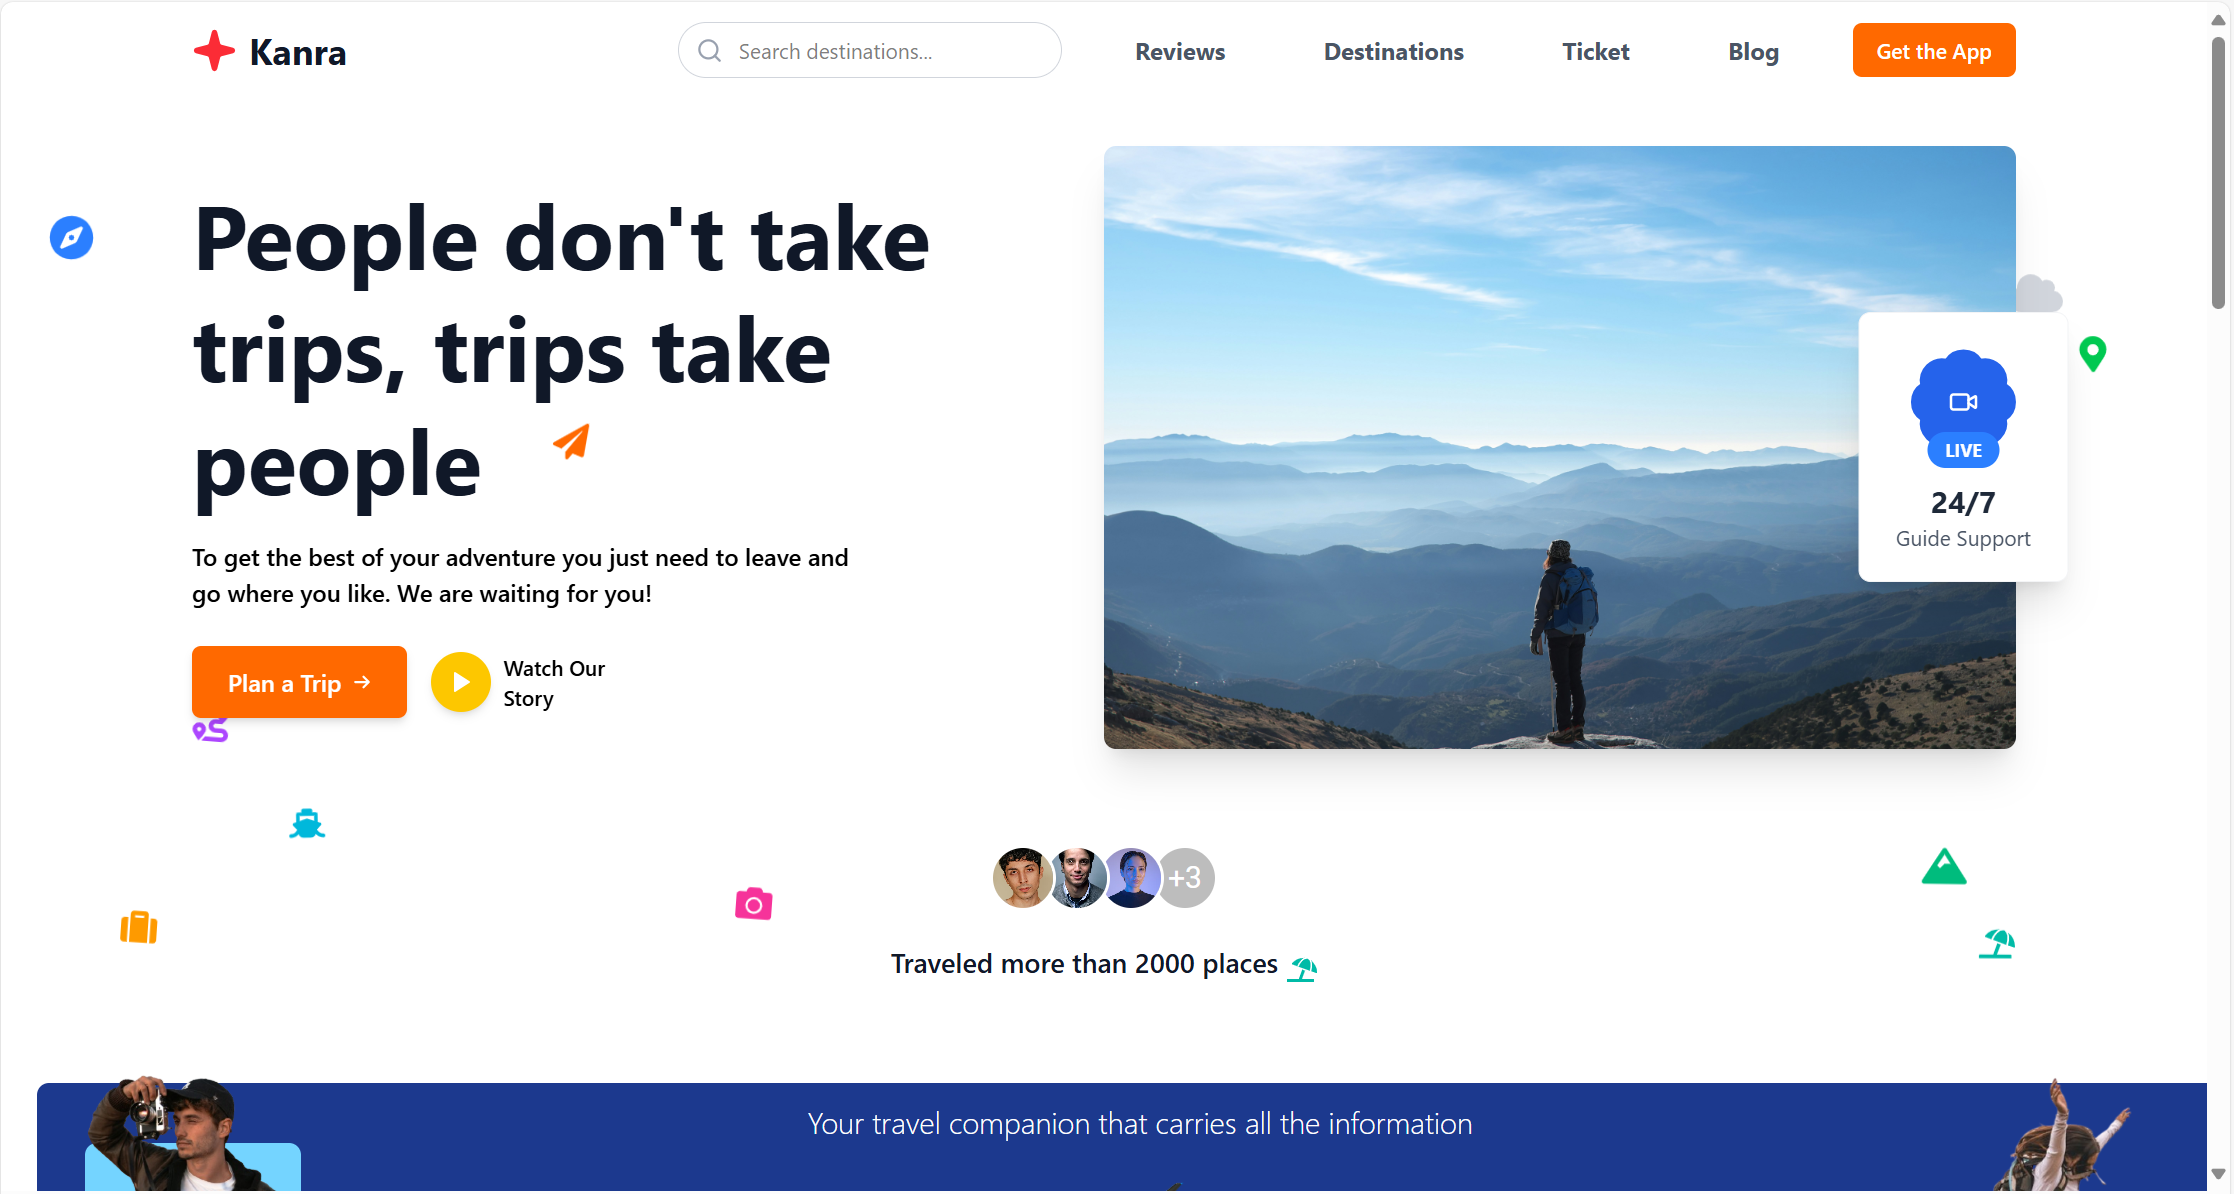 Kanra
Search destinations...
Reviews
Destinations
Ticket
Blog
Get the App
People don't take
trips, trips take
people
To get the best of your adventure you just need to leave and
go where you like. We are waiting for you!
Plan a Trip →
Watch Our
Story
LIVE
24/7
Guide Support
+3
Traveled more than 2000 places
Your travel companion that carries all the information